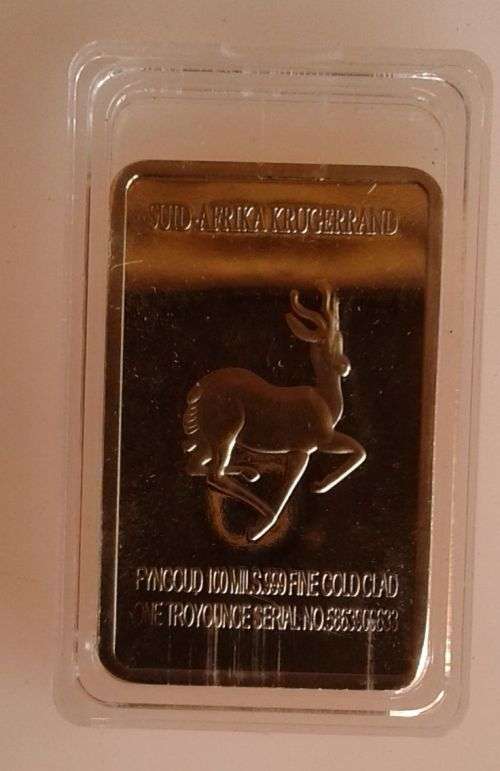 SUID-AFRIKA KRUGERRAND
FYNGOUD 100 MILS.999 FINE GOLD CLAD
ONE TROYOUNCE SERIAL NO.